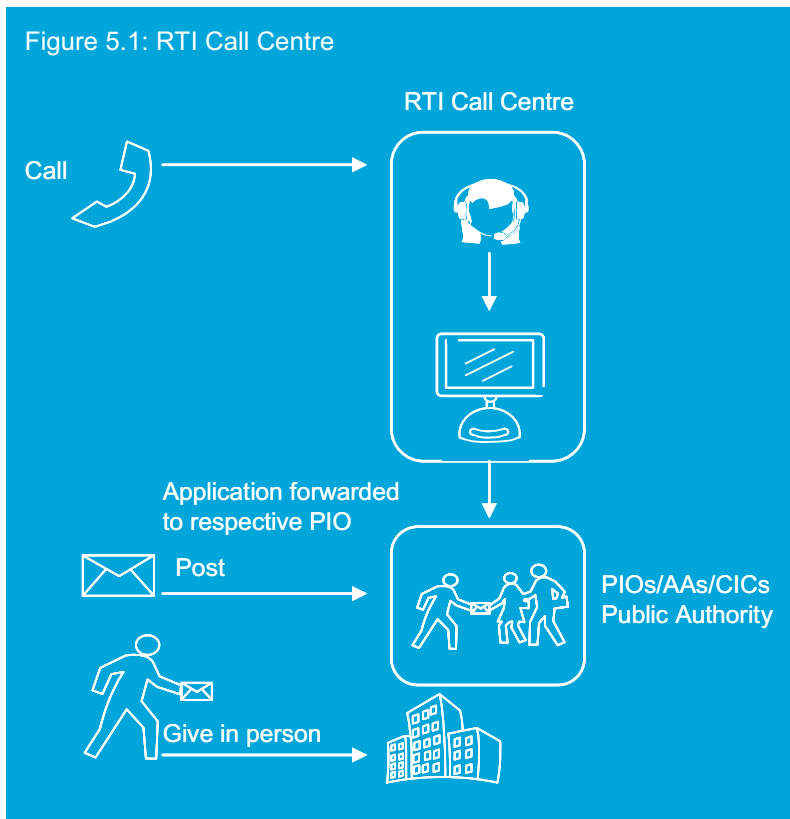 Figure 5.1: RTI Call Centre
RTI Call Centre
Call
Application forwarded
to respective PIO
Post
PIOs/AAs/CICs
Public Authority
Give in person